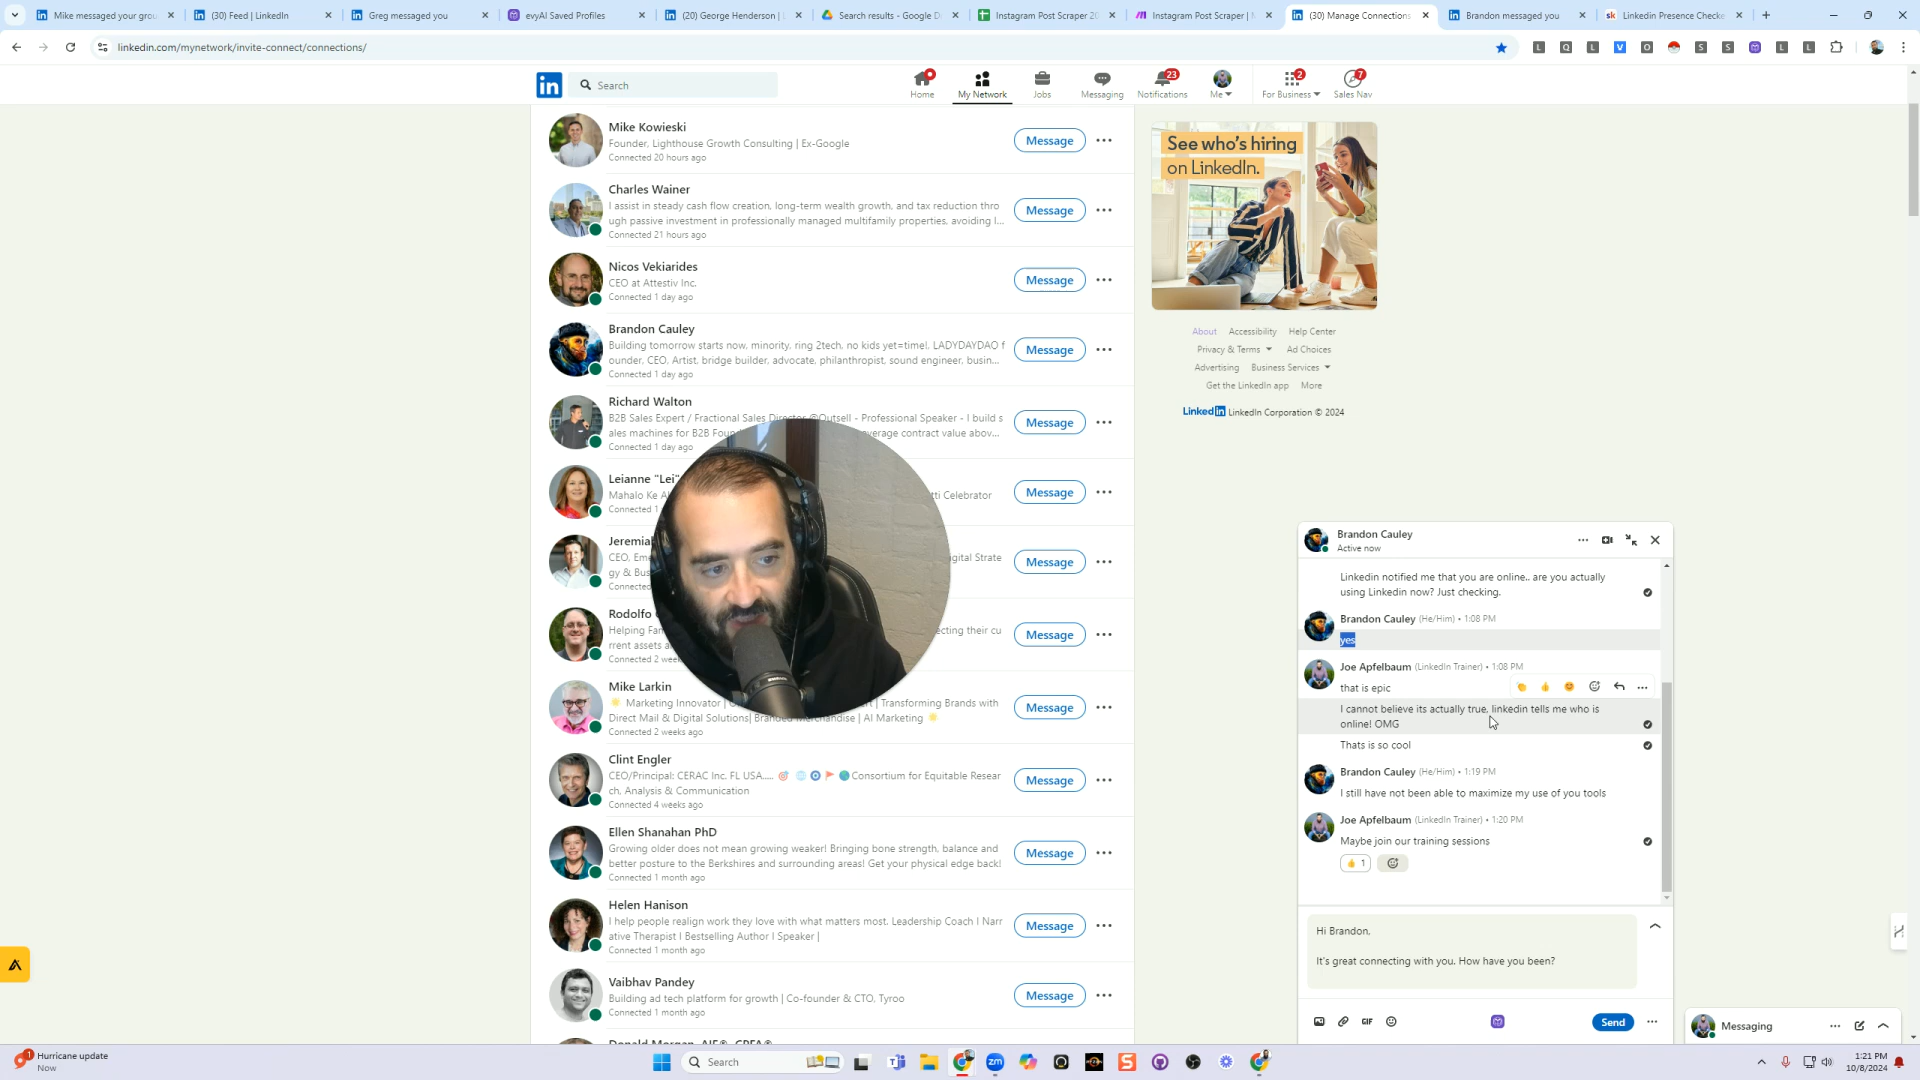 Mike messaged your grou
(30) Feed | LinkedIn
Greg messaged you
evyAI Saved Profiles
(20) George Henderson | L
Search results - Google D
Instagram Post Scraper 20
Instagram Post Scraper | M
(30) Manage Connections
Brandon messaged you
Linkedin Presence Checke
linkedin.com/mynetwork/invite-connect/connections/
Search
Home
My Network
Jobs
Messaging
23
Notifications
Me
2
For Business
7
Sales Nav
Mike Kowieski
Founder, Lighthouse Growth Consulting | Ex-Google
Connected 20 hours ago
Message
Charles Wainer
I assist in steady cash flow creation, long-term wealth growth, and tax reduction thro
ugh passive investment in professionally managed multifamily properties, avoiding I...
Connected 21 hours ago
Message
Nicos Vekiarides
CEO at Attestiv Inc.
Connected 1 day ago
Message
Brandon Cauley
Building tomorrow starts now, minority, ring 2tech, no kids yet=time!, LADYDAYDAO f
ounder, CEO, Artist, bridge builder, advocate, philanthropist, sound engineer, busin...
Connected 1 day ago
Message
Richard Walton
B2B Sales Expert / Fractional Sales Director @Outsell - Professional Speaker - I build s
ales machines for B2B Foun
verage contract value abov...
Connected 1 day ago
Message
Leianne "Lei"
Mahalo Ke Ak
tti Celebrator
Connected 1
Message
Jeremiah
CEO, Eme
igital Strate
gy & Bus
Connected
Message
Rodolfo
Helping Fam
ecting their cu
rrent assets a
Connected 2 week
Message
Mike Larkin
Marketing Innovator |
| Transforming Brands with
Direct Mail & Digital Solutions| Branded Merchandise | AI Marketing
Connected 2 weeks ago
Message
Clint Engler
CEO/Principal: CERAC Inc. FL USA..... Consortium for Equitable Resear
ch, Analysis & Communication
Connected 4 weeks ago
Message
Ellen Shanahan PhD
Growing older does not mean growing weaker! Bringing bone strength, balance and
better posture to the Berkshires and surrounding areas! Get your physical edge back!
Connected 1 month ago
Message
Helen Hanison
I help people realign work they love with what matters most. Leadership Coach I Narr
ative Therapist I Bestselling Author I Speaker |
Connected 1 month ago
Message
Vaibhav Pandey
Building ad tech platform for growth | Co-founder & CTO, Tyroo
Connected 1 month ago
Message
Donald Morgan, AIF®, CRFA®
See who's hiring
on LinkedIn.
About Accessibility Help Center
Privacy & Terms Ad Choices
Advertising Business Services
Get the LinkedIn app More
LinkedIn LinkedIn Corporation © 2024
Brandon Cauley
Active now
Linkedin notified me that you are online.. are you actually
using Linkedin now? Just checking.
Brandon Cauley (He/Him) • 1:08 PM
yes
Joe Apfelbaum (LinkedIn Trainer) • 1:08 PM
that is epic
I cannot believe its actually true, linkedin tells me who is
online! OMG
Thats is so cool
Brandon Cauley (He/Him) • 1:19 PM
I still have not been able to maximize my use of you tools
Joe Apfelbaum (LinkedIn Trainer) • 1:20 PM
Maybe join our training sessions
1
Hi Brandon,
It's great connecting with you. How have you been?
GIF
Send
Messaging
1
Hurricane update
Now
Search
1:21 PM
10/8/2024